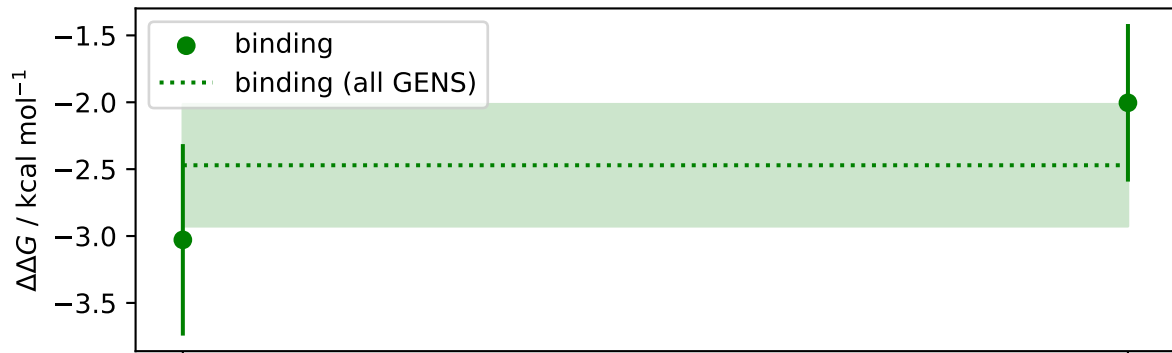 −1.5
−2.0
−2.5
−3.0
−3.5
ΔΔG / kcal mol⁻¹
binding
binding (all GENS)